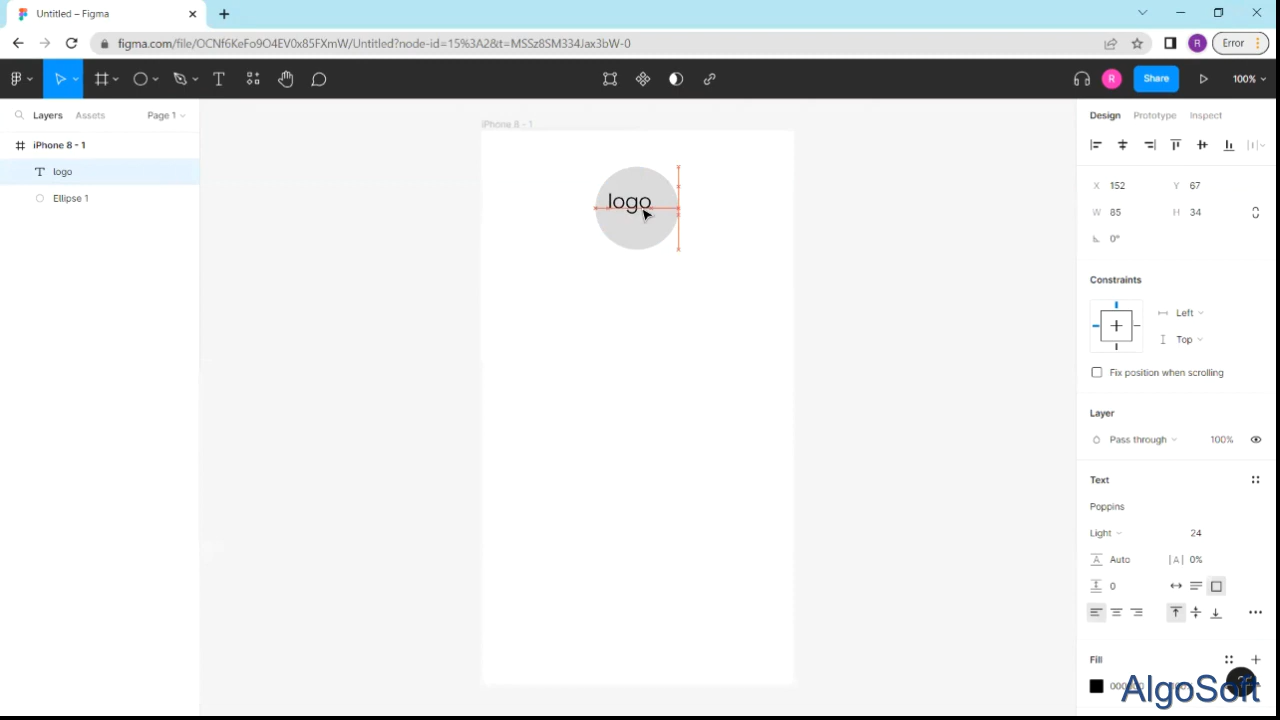 Untitled – Figma
figma.com/file/OCNf6KeFo9O4EV0x85FXmW/Untitled?node-id=15%3A2&t=MSSz8SM334Jax3bW-0
R
Error
T
R
Share
100%
Layers
Assets
Page 1
Design
Prototype
Inspect
iPhone 8 - 1
T logo
Ellipse 1
iPhone 8 - 1
logo
X 152
Y 67
W 85
H 34
0°
Constraints
Left
Top
Fix position when scrolling
Layer
Pass through
100%
Text
Poppins
Light
24
Auto
|A| 0%
0
Fill
AlgoSoft